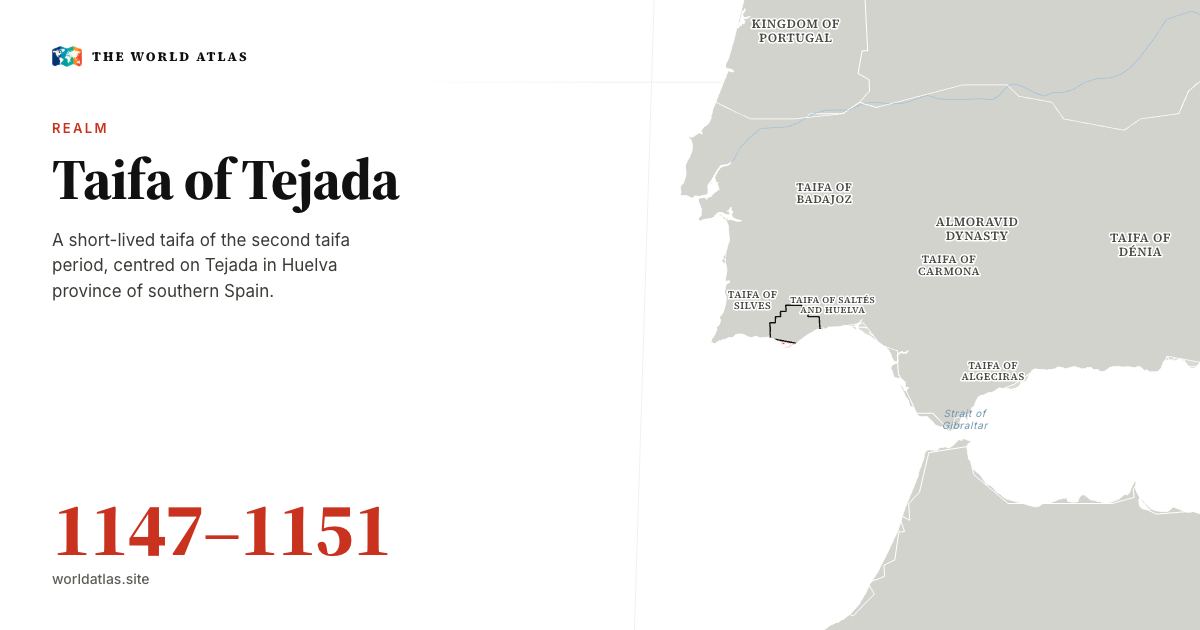 THE WORLD ATLAS
REALM
Taifa of Tejada
A short-lived taifa of the second taifa
period, centred on Tejada in Huelva
province of southern Spain.
1147–1151
worldatlas.site
KINGDOM OF
PORTUGAL
TAIFA OF
BADAJOZ
ALMORAVID
DYNASTY
TAIFA OF
DÉNIA
TAIFA OF
CARMONA
TAIFA OF
SILVES
TAIFA OF SALTÉS
AND HUELVA
TAIFA OF
ALGECIRAS
Strait of
Gibraltar